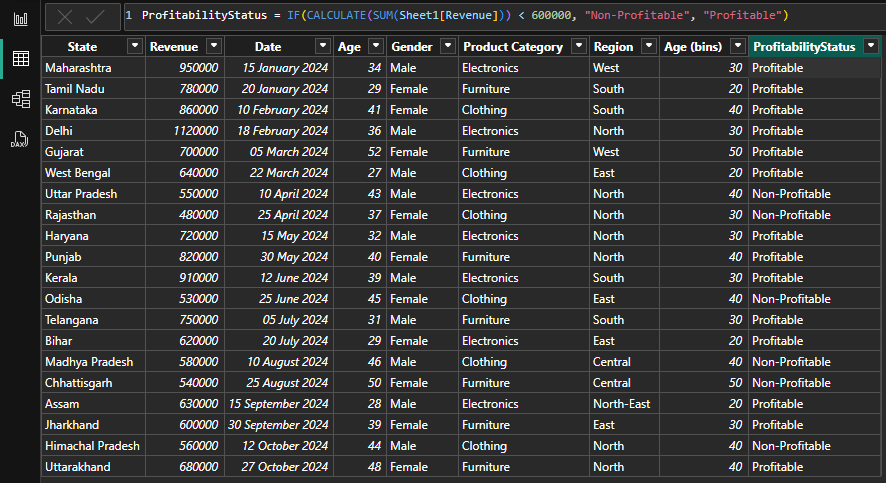 1 ProfitabilityStatus = IF(CALCULATE(SUM(Sheet1[Revenue])) < 600000, "Non-Profitable", "Profitable")
State Revenue Date Age Gender Product Category Region Age (bins) ProfitabilityStatus
Maharashtra 950000 15 January 2024 34 Male Electronics West 30 Profitable
Tamil Nadu 780000 20 January 2024 29 Female Furniture South 20 Profitable
Karnataka 860000 10 February 2024 41 Female Clothing South 40 Profitable
Delhi 1120000 18 February 2024 36 Male Electronics North 30 Profitable
Gujarat 700000 05 March 2024 52 Female Furniture West 50 Profitable
West Bengal 640000 22 March 2024 27 Male Clothing East 20 Profitable
Uttar Pradesh 550000 10 April 2024 43 Male Electronics North 40 Non-Profitable
Rajasthan 480000 25 April 2024 37 Female Clothing North 30 Non-Profitable
Haryana 720000 15 May 2024 32 Male Electronics North 30 Profitable
Punjab 820000 30 May 2024 40 Female Furniture North 40 Profitable
Kerala 910000 12 June 2024 39 Male Electronics South 30 Profitable
Odisha 530000 25 June 2024 45 Female Clothing East 40 Non-Profitable
Telangana 750000 05 July 2024 31 Male Furniture South 30 Profitable
Bihar 620000 20 July 2024 29 Female Electronics East 20 Profitable
Madhya Pradesh 580000 10 August 2024 46 Male Clothing Central 40 Non-Profitable
Chhattisgarh 540000 25 August 2024 50 Female Furniture Central 50 Non-Profitable
Assam 630000 15 September 2024 28 Male Electronics North-East 20 Profitable
Jharkhand 600000 30 September 2024 39 Female Furniture East 30 Profitable
Himachal Pradesh 560000 12 October 2024 44 Male Clothing North 40 Non-Profitable
Uttarakhand 680000 27 October 2024 48 Female Furniture North 40 Profitable
DAX